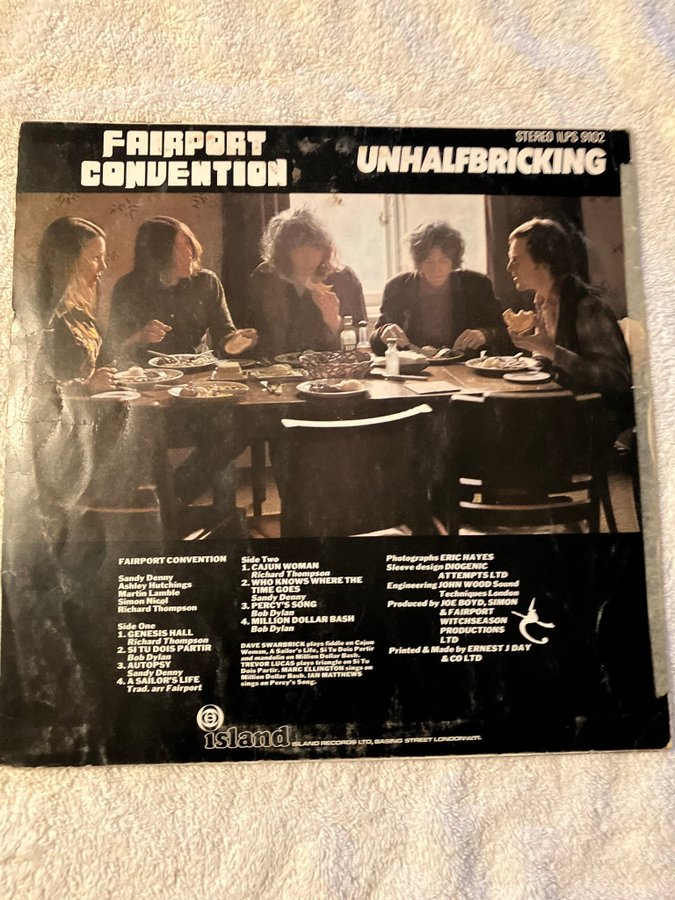 FAIRPORT
CONVENTION
STEREO ILPS 9102
UNHALFBRICKING
FAIRPORT CONVENTION
Sandy Denny
Ashley Hutchings
Martin Lamble
Simon Nicol
Richard Thompson
Side One
1. GENESIS HALL
Richard Thompson
2. SI TU DOIS PARTIR
Bob Dylan
3. AUTOPSY
Sandy Denny
4. A SAILOR'S LIFE
Trad. arr Fairport
Side Two
1. CAJUN WOMAN
Richard Thompson
2. WHO KNOWS WHERE THE
TIME GOES
Sandy Denny
3. PERCY'S SONG
Bob Dylan
4. MILLION DOLLAR BASH
Bob Dylan
DAVE SWARBRICK plays fiddle on Cajun
Woman, A Sailor's Life, Si Tu Dois Partir
and mandolin on Million Dollar Bash.
TREVOR LUCAS plays triangle on Si Tu
Dois Partir. MARC ELLINGTON sings on
Million Dollar Bash. IAN MATTHEWS
sings on Percy's Song.
Photographs ERIC HAYES
Sleeve design DIOGENIC
ATTEMPTS LTD
Engineering JOHN WOOD Sound
Techniques London
Produced by JOE BOYD, SIMON
& FAIRPORT
WITCHSEASON
PRODUCTIONS
LTD
Printed & Made by ERNEST J DAY
& CO LTD
island
ISLAND RECORDS LTD, BASING STREET LONDON W11.